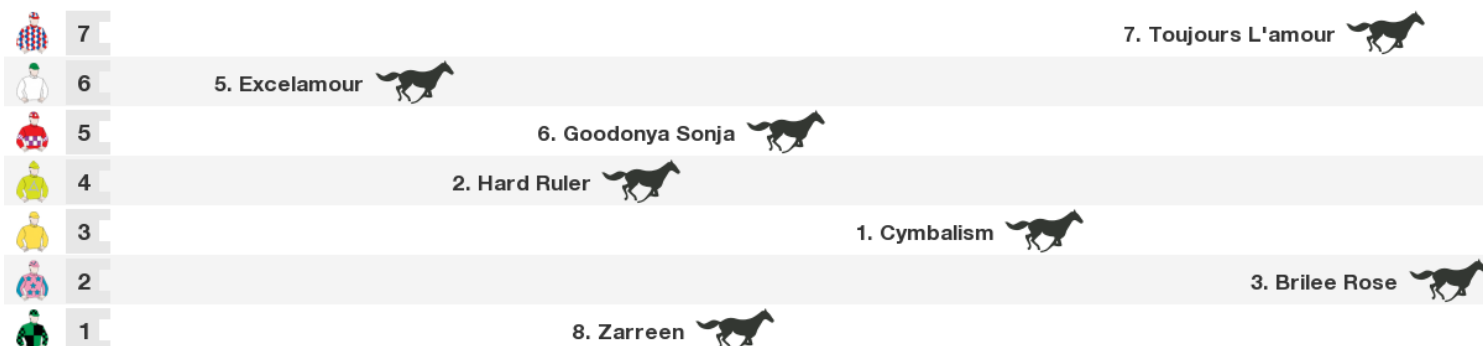 7 7. Toujours L'amour
6 5. Excelamour
5 6. Goodonya Sonja
4 2. Hard Ruler
3 1. Cymbalism
2 3. Brilee Rose
1 8. Zarreen